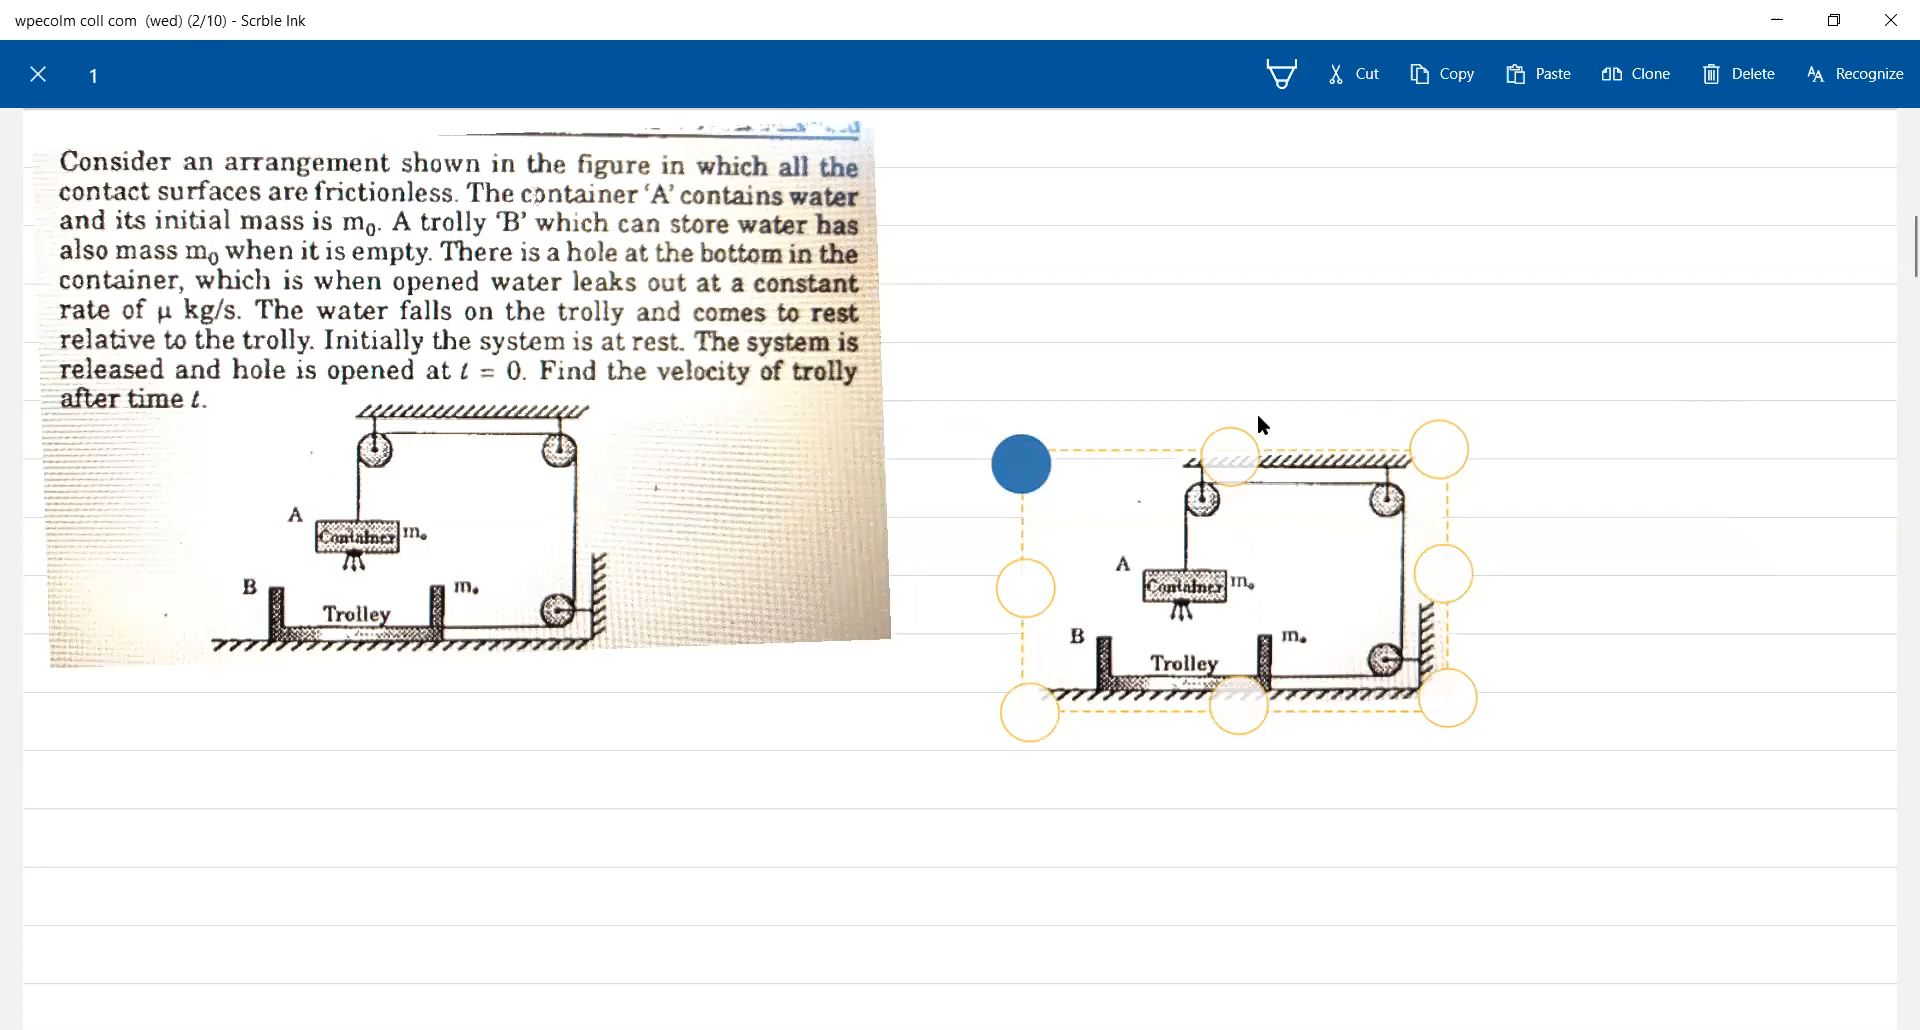 wpecolm coll com (wed) (2/10) - Scrble Ink
1
Cut
Copy
Paste
Clone
Delete
Recognize
Consider an arrangement shown in the figure in which all the
contact surfaces are frictionless. The container 'A' contains water
and its initial mass is m₀. A trolly 'B' which can store water has
also mass m₀ when it is empty. There is a hole at the bottom in the
container, which is when opened water leaks out at a constant
rate of μ kg/s. The water falls on the trolly and comes to rest
relative to the trolly. Initially the system is at rest. The system is
released and hole is opened at t = 0. Find the velocity of trolly
after time t.
A
Container m₀
B
m₀
Trolley
A
Container m₀
B
m₀
Trolley